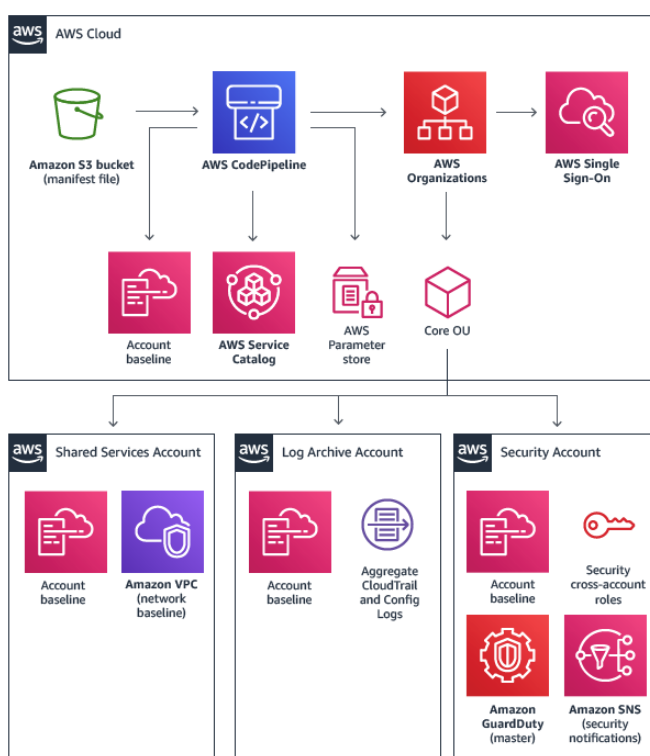 aws
AWS Cloud
Amazon S3 bucket
(manifest file)
</>
AWS CodePipeline
AWS
Organizations
AWS Single
Sign-On
Account
baseline
AWS Service
Catalog
AWS
Parameter
store
Core OU
aws
Shared Services Account
Account
baseline
Amazon VPC
(network
baseline)
aws
Log Archive Account
Account
baseline
Aggregate
CloudTrail
and Config
Logs
aws
Security Account
Account
baseline
Security
cross-account
roles
Amazon
GuardDuty
(master)
Amazon SNS
(security
notifications)